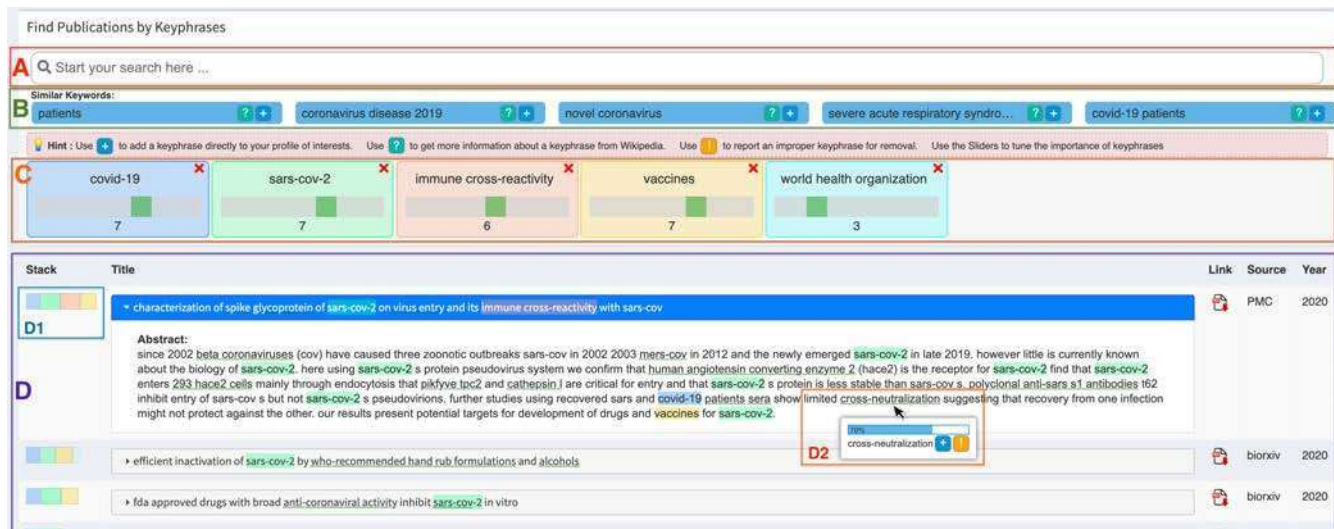 Find Publications by Keyphrases
A Start your search here ...
Similar Keywords:
B patients ? + coronavirus disease 2019 ? + novel coronavirus ? + severe acute respiratory syndro... ? + covid-19 patients ? +
Hint : Use + to add a keyphrase directly to your profile of interests. Use ? to get more information about a keyphrase from Wikipedia. Use ! to report an improper keyphrase for removal. Use the Sliders to tune the importance of keyphrases
C covid-19 sars-cov-2 immune cross-reactivity vaccines world health organization
7 7 6 7 3
Stack Title Link Source Year
characterization of spike glycoprotein of sars-cov-2 on virus entry and its immune cross-reactivity with sars-cov PMC 2020
D1
Abstract:
since 2002 beta coronaviruses (cov) have caused three zoonotic outbreaks sars-cov in 2002 2003 mers-cov in 2012 and the newly emerged sars-cov-2 in late 2019. however little is currently known
about the biology of sars-cov-2. here using sars-cov-2 s protein pseudovirus system we confirm that human angiotensin converting enzyme 2 (hace2) is the receptor for sars-cov-2 find that sars-cov-2
D
enters 293 hace2 cells mainly through endocytosis that pikfyve tpc2 and cathepsin l are critical for entry and that sars-cov-2 s protein is less stable than sars-cov s. polyclonal anti-sars s1 antibodies t62
inhibit entry of sars-cov s but not sars-cov-2 s pseudovirions. further studies using recovered sars and covid-19 patients sera show limited cross-neutralization suggesting that recovery from one infection
might not protect against the other. our results present potential targets for development of drugs and vaccines for sars-cov-2.
70%
D2 cross-neutralization + !
efficient inactivation of sars-cov-2 by who-recommended hand rub formulations and alcohols biorxiv 2020
fda approved drugs with broad anti-coronaviral activity inhibit sars-cov-2 in vitro biorxiv 2020